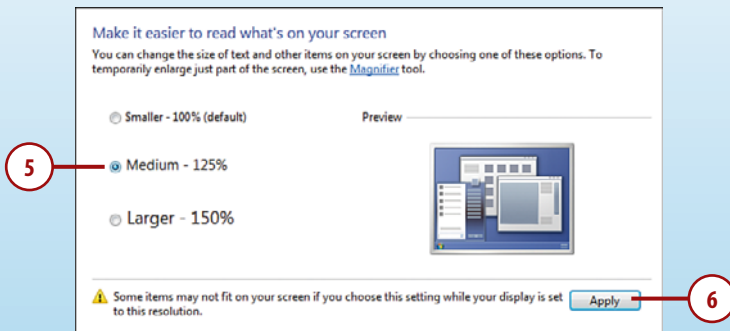 Make it easier to read what's on your screen
You can change the size of text and other items on your screen by choosing one of these options. To
temporarily enlarge just part of the screen, use the Magnifier tool.
Smaller - 100% (default)
Preview
5
Medium - 125%
Larger - 150%
Some items may not fit on your screen if you choose this setting while your display is set
to this resolution.
Apply
6